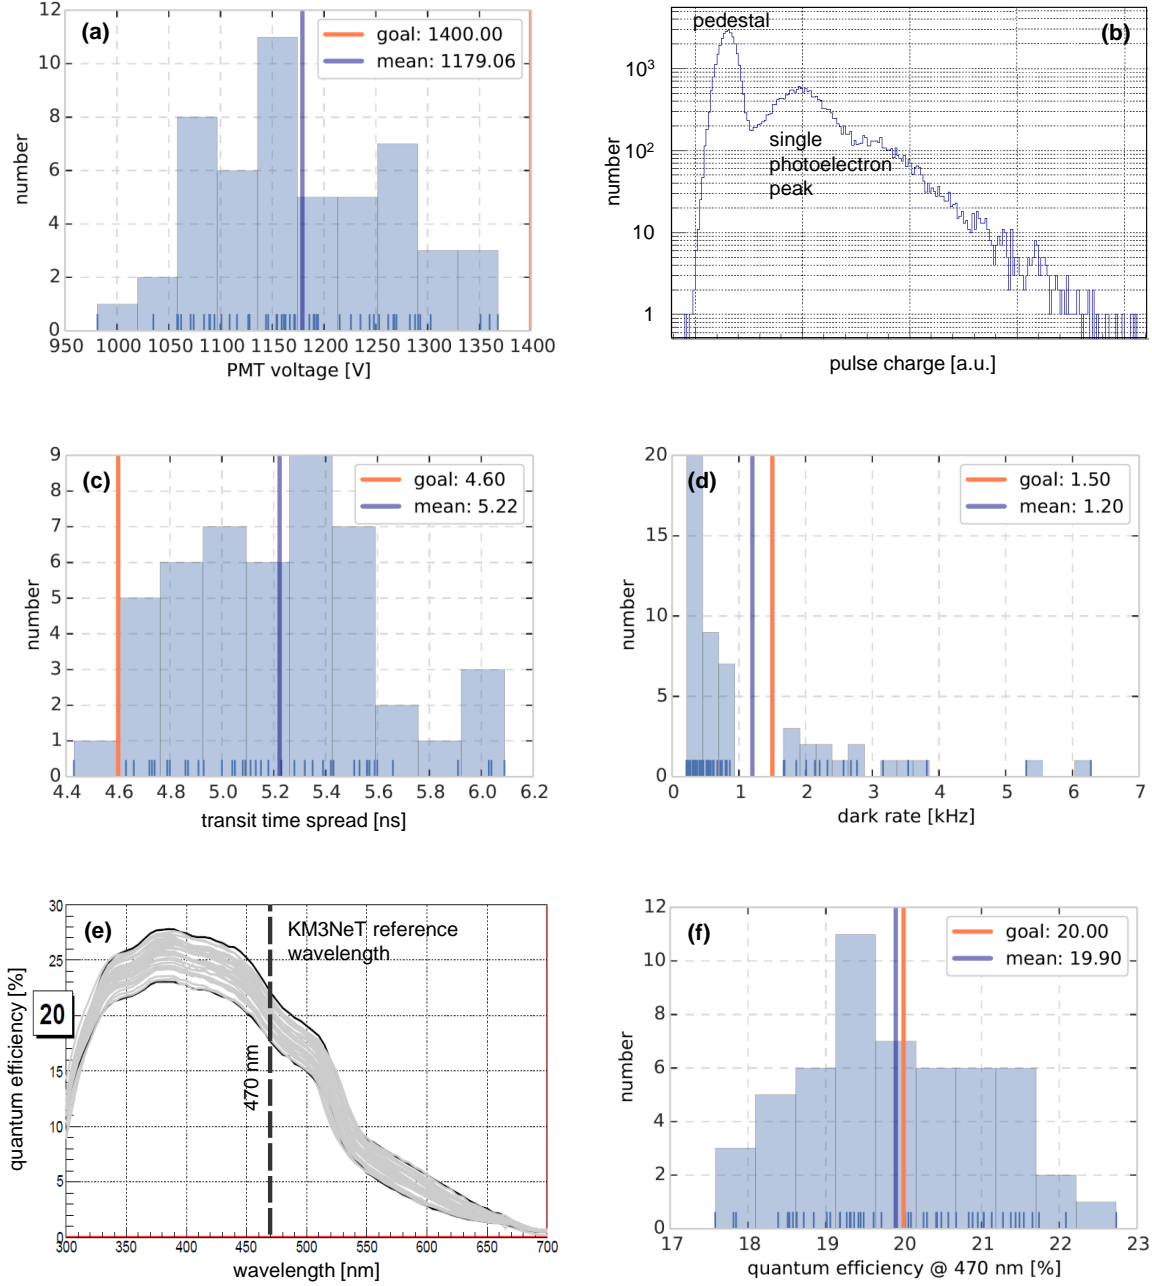 (a)
goal: 1400.00
mean: 1179.06
12
10
8
6
4
2
0
number
950 1000 1050 1100 1150 1200 1250 1300 1350 1400
PMT voltage [V]
pedestal
(b)
single
photoelectron
peak
10³
10²
10
1
number
pulse charge [a.u.]
(c)
goal: 4.60
mean: 5.22
9
8
7
6
5
4
3
2
1
0
number
4.4 4.6 4.8 5.0 5.2 5.4 5.6 5.8 6.0 6.2
transit time spread [ns]
(d)
goal: 1.50
mean: 1.20
20
15
10
5
0
number
0 1 2 3 4 5 6 7
dark rate [kHz]
(e)
KM3NeT reference
wavelength
470 nm
30
25
20
15
10
5
0
quantum efficiency [%]
300 350 400 450 500 550 600 650 700
wavelength [nm]
(f)
goal: 20.00
mean: 19.90
12
10
8
6
4
2
0
number
17 18 19 20 21 22 23
quantum efficiency @ 470 nm [%]